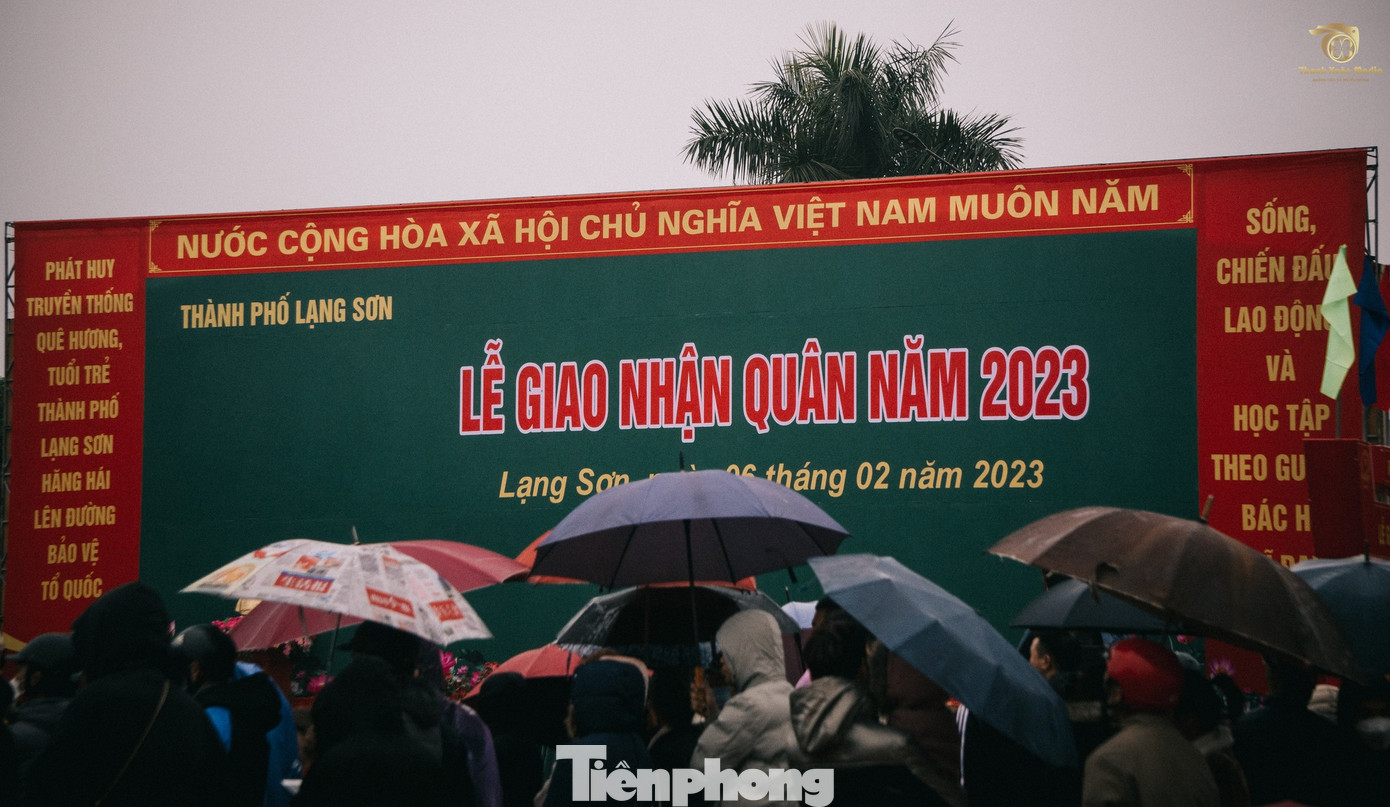 NƯỚC CỘNG HÒA XÃ HỘI CHỦ NGHĨA VIỆT NAM MUÔN NĂM
PHÁT HUY
TRUYỀN THỐNG
QUÊ HƯƠNG,
TUỔI TRẺ
THÀNH PHỐ
LẠNG SƠN
HĂNG HÁI
LÊN ĐƯỜNG
BẢO VỆ
TỔ QUỐC
THÀNH PHỐ LẠNG SƠN
LỄ GIAO NHẬN QUÂN NĂM 2023
Lạng Sơn, 06 tháng 02 năm 2023
SỐNG,
CHIẾN ĐẤU
LAO ĐỘNG
VÀ
HỌC TẬP
THEO
BÁC
Tiênphong